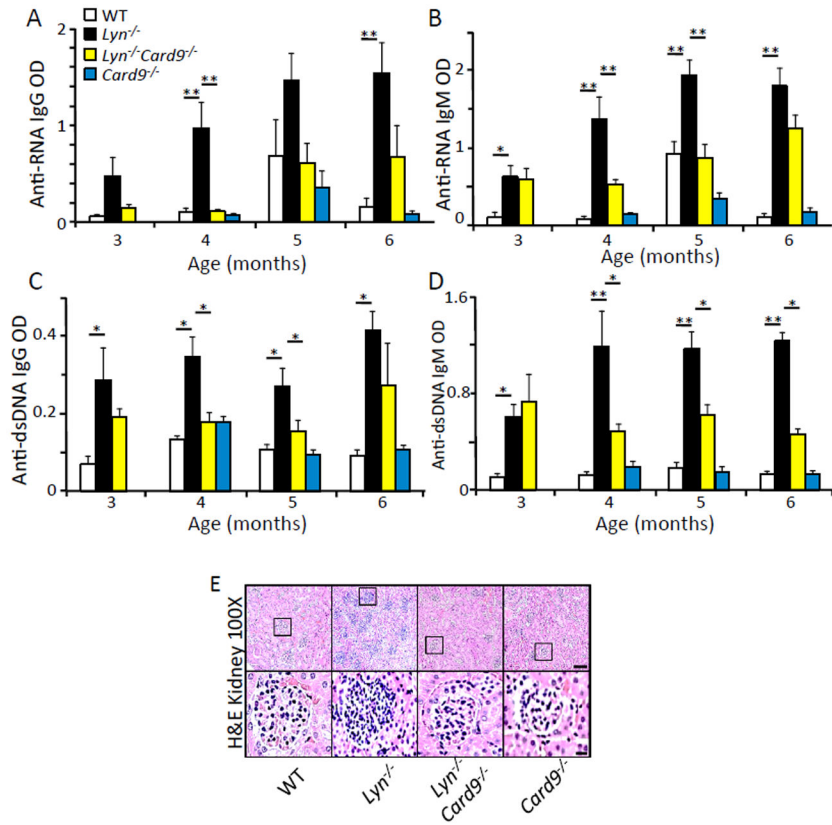 A
WT
Lyn-/-
Lyn-/-Card9-/-
Card9-/-
Anti-RNA IgG OD
2
1
0
** ** **
3 4 5 6
Age (months)
B
Anti-RNA IgM OD
2
1
0
* ** ** ** ** **
3 4 5 6
Age (months)
C
Anti-dsDNA IgG OD
0.4
0.2
0
* * * * * *
3 4 5 6
Age (months)
D
Anti-dsDNA IgM OD
1.6
0.8
0
* ** * ** * ** *
3 4 5 6
Age (months)
E
H&E Kidney 100X
WT
Lyn-/-
Lyn-/-
Card9-/-
Card9-/-